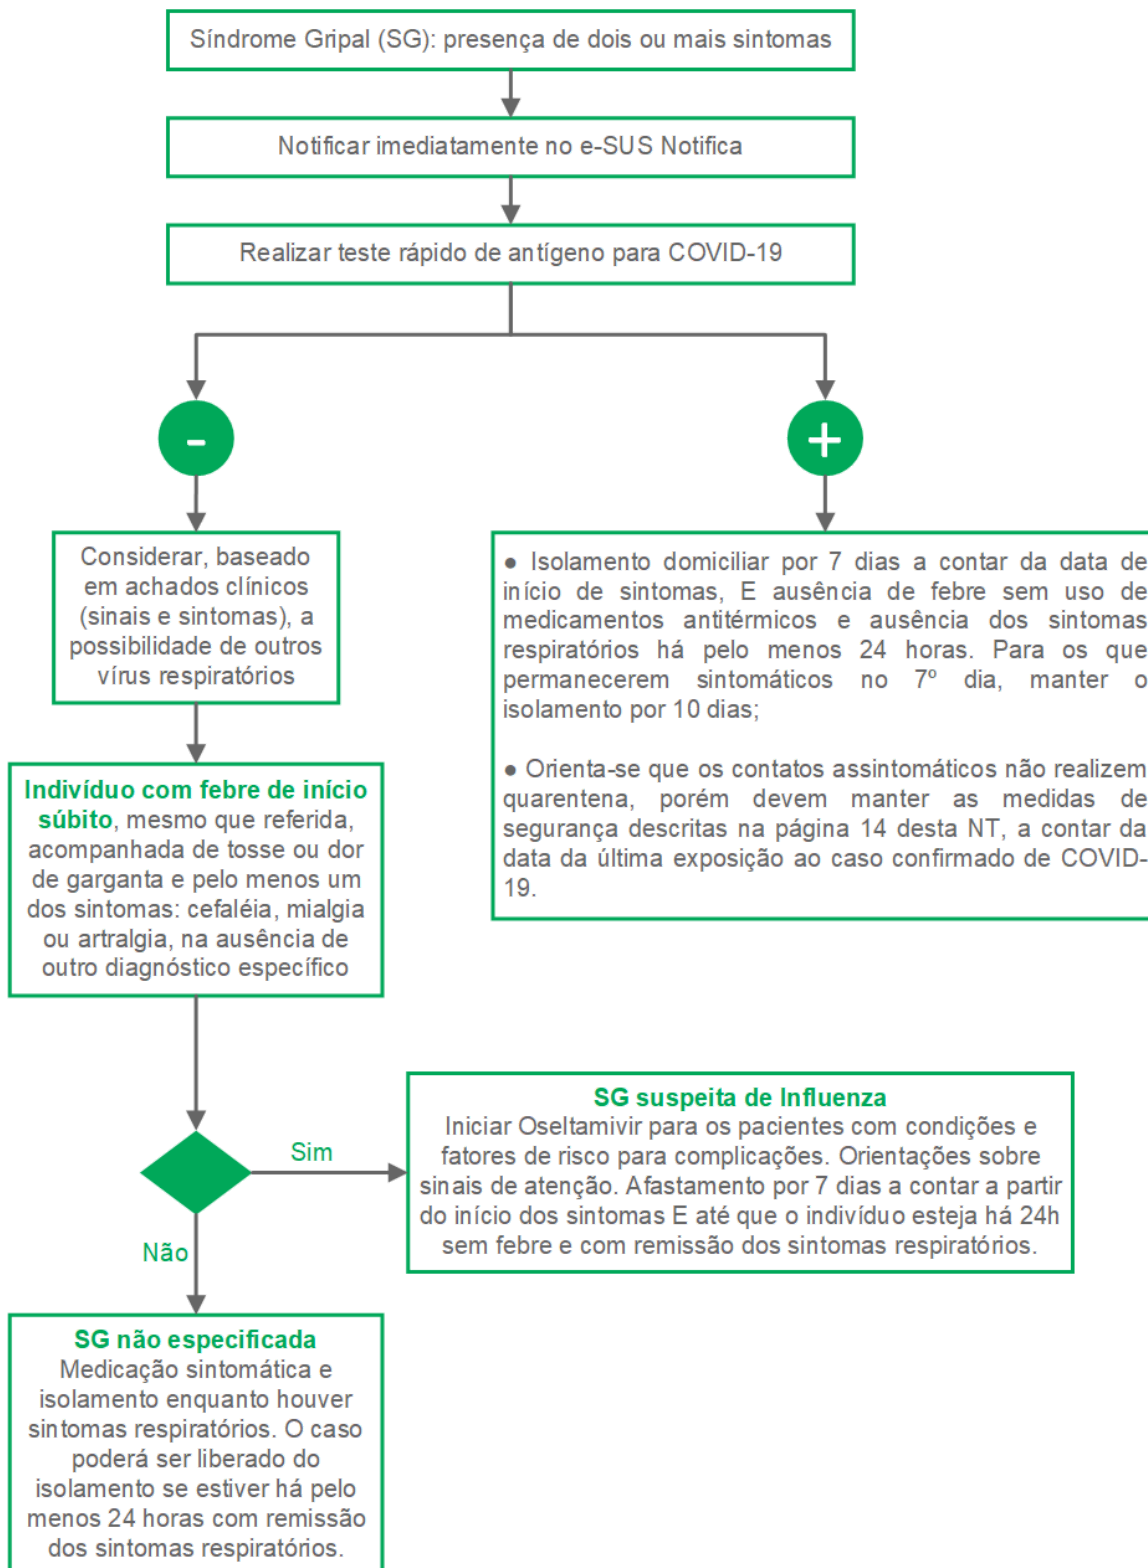 Síndrome Gripal (SG): presença de dois ou mais sintomas
Notificar imediatamente no e-SUS Notifica
Realizar teste rápido de antígeno para COVID-19
-
+
Considerar, baseado
em achados clínicos
(sinais e sintomas), a
possibilidade de outros
vírus respiratórios
● Isolamento domiciliar por 7 dias a contar da data de
início de sintomas, E ausência de febre sem uso de
medicamentos antitérmicos e ausência dos sintomas
respiratórios há pelo menos 24 horas. Para os que
permanecerem sintomáticos no 7º dia, manter o
isolamento por 10 dias;
● Orienta-se que os contatos assintomáticos não realizem
quarentena, porém devem manter as medidas de
segurança descritas na página 14 desta NT, a contar da
data da última exposição ao caso confirmado de COVID-
19.
Indivíduo com febre de início
súbito, mesmo que referida,
acompanhada de tosse ou dor
de garganta e pelo menos um
dos sintomas: cefaléia, mialgia
ou artralgia, na ausência de
outro diagnóstico específico
Sim
SG suspeita de Influenza
Iniciar Oseltamivir para os pacientes com condições e
fatores de risco para complicações. Orientações sobre
sinais de atenção. Afastamento por 7 dias a contar a partir
do início dos sintomas E até que o indivíduo esteja há 24h
sem febre e com remissão dos sintomas respiratórios.
Não
SG não especificada
Medicação sintomática e
isolamento enquanto houver
sintomas respiratórios. O caso
poderá ser liberado do
isolamento se estiver há pelo
menos 24 horas com remissão
dos sintomas respiratórios.